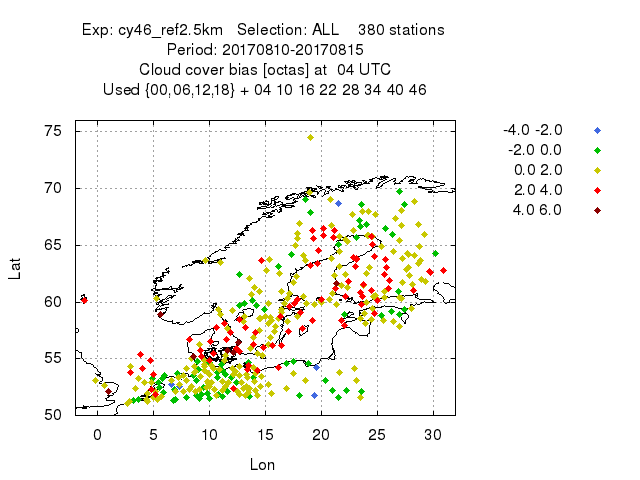 Exp: cy46_ref2.5km Selection: ALL 380 stations
Period: 20170810-20170815
Cloud cover bias [octas] at 04 UTC
Used {00,06,12,18} + 04 10 16 22 28 34 40 46
-4.0 -2.0
-2.0 0.0
0.0 2.0
2.0 4.0
4.0 6.0
75
70
65
60
55
50
Lat
0 5 10 15 20 25 30
Lon